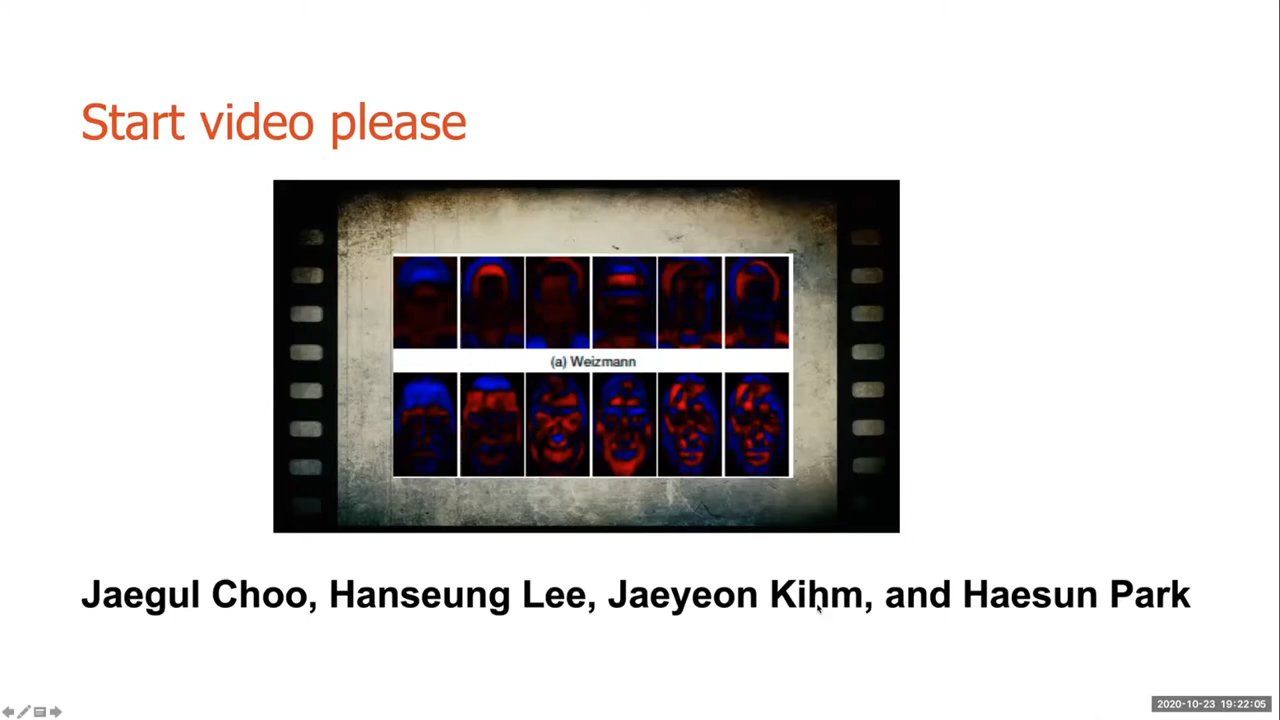 Start video please
(a) Weizmann
Jaegul Choo, Hanseung Lee, Jaeyeon Kihm, and Haesun Park
2020-10-23 19:22:05